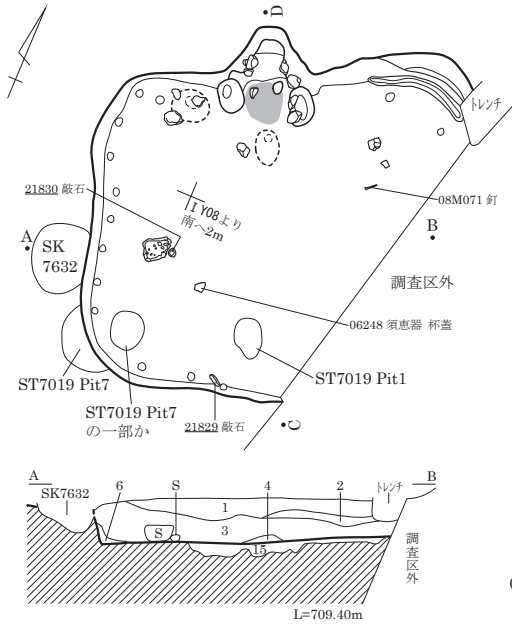 D
トレンチ
21830 敲石
I Y08より
南へ2m
08M071 釘
A
B
SK
7632
調査区外
06248 須恵器 杯蓋
ST7019 Pit7
ST7019 Pit1
ST7019 Pit7
の一部か
21829 敲石
C
A
6
S
4
トレンチ
2
B
SK7632
1
S
3
調査区外
15
L=709.40m